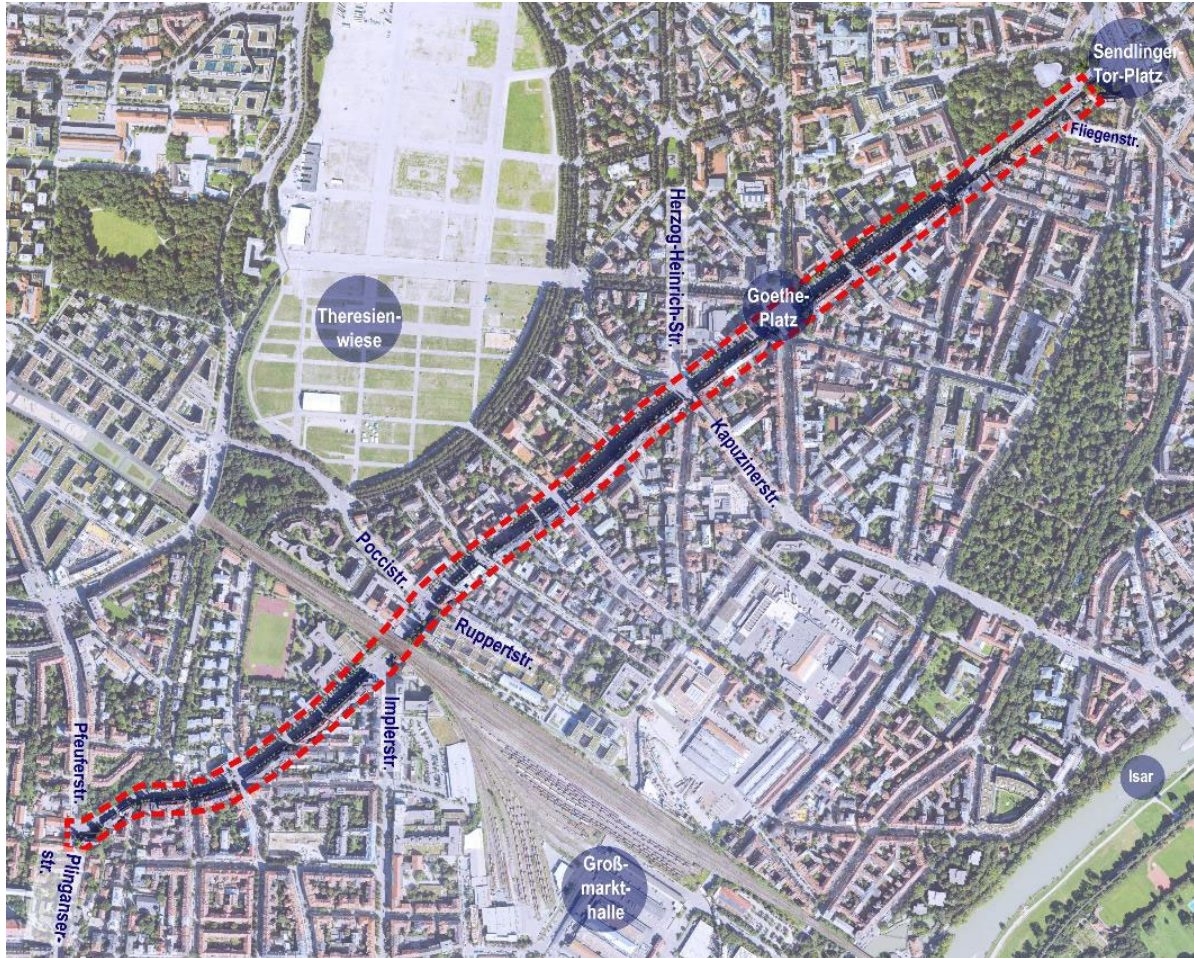 Sendlinger-
Tor-Platz
Fliegenstr.
Herzog-Heinrich-Str.
Goethe-
Platz
Theresien-
wiese
Kapuzinerstr.
Poccistr.
Ruppertstr.
Implerstr.
Pfeuferstr.
Isar
Plinganser-
str.
Groß-
markt-
halle